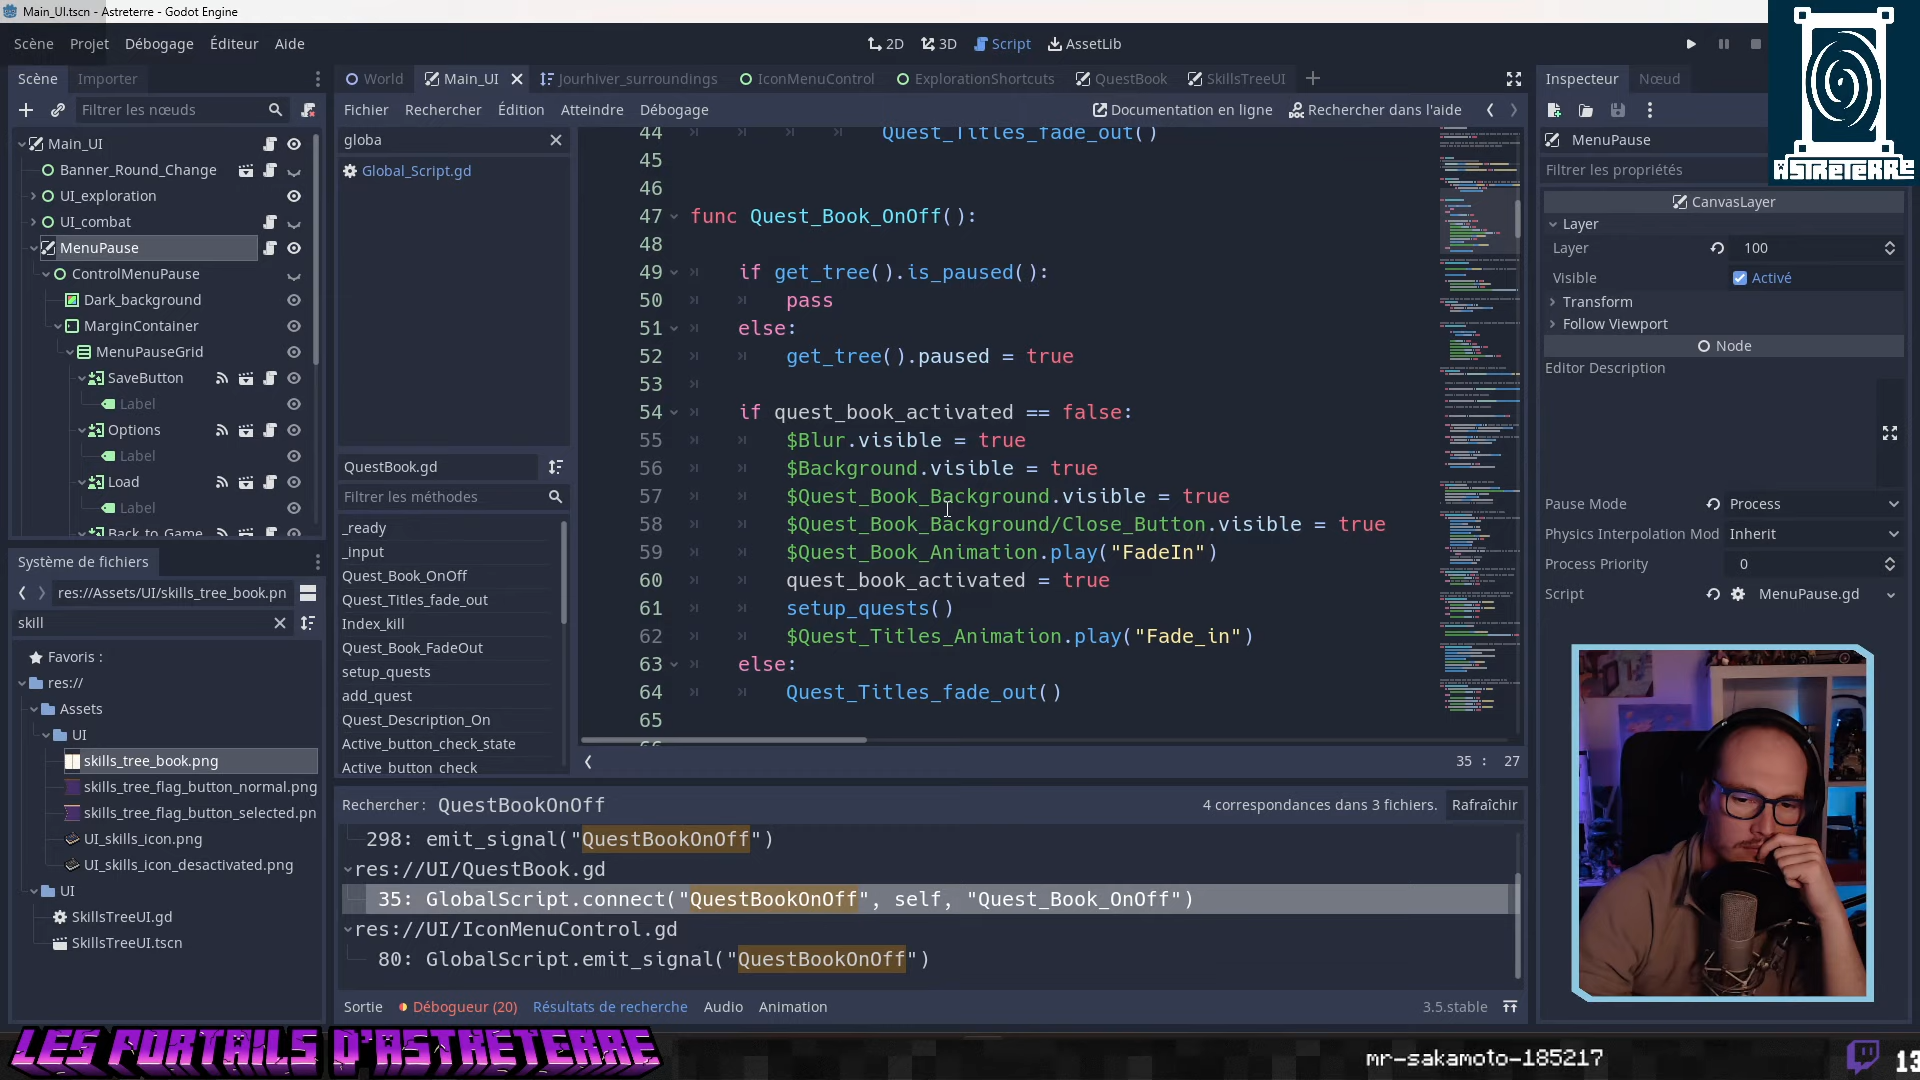 Main_UI.tscn - Astreterre - Godot Engine
Scène Projet Débogage Éditeur Aide
2D 3D Script AssetLib
ASTRETERRE
Scène Importer
World Main_UI Jourhiver_surroundings IconMenuControl ExplorationShortcuts QuestBook SkillsTreeUI
Inspecteur Nœud
Filtrer les nœuds
Fichier Rechercher Édition Atteindre Débogage
Documentation en ligne Rechercher dans l'aide
Main_UI
Banner_Round_Change
UI_exploration
UI_combat
MenuPause
ControlMenuPause
Dark_background
MarginContainer
MenuPauseGrid
SaveButton
Label
Options
Label
Load
Label
Back_to_Game
Système de fichiers
res://Assets/UI/skills_tree_book.pn
skill
Favoris :
res://
Assets
UI
skills_tree_book.png
skills_tree_flag_button_normal.png
skills_tree_flag_button_selected.pn
UI_skills_icon.png
UI_skills_icon_desactivated.png
UI
SkillsTreeUI.gd
SkillsTreeUI.tscn
globa
Global_Script.gd
QuestBook.gd
Filtrer les méthodes
_ready
_input
Quest_Book_OnOff
Quest_Titles_fade_out
Index_kill
Quest_Book_FadeOut
setup_quests
add_quest
Quest_Description_On
Active_button_check_state
Active_button_check
44 Quest_Titles_fade_out()
45
46
47 func Quest_Book_OnOff():
48
49 if get_tree().is_paused():
50 pass
51 else:
52 get_tree().paused = true
53
54 if quest_book_activated == false:
55 $Blur.visible = true
56 $Background.visible = true
57 $Quest_Book_Background.visible = true
58 $Quest_Book_Background/Close_Button.visible = true
59 $Quest_Book_Animation.play("FadeIn")
60 quest_book_activated = true
61 setup_quests()
62 $Quest_Titles_Animation.play("Fade_in")
63 else:
64 Quest_Titles_fade_out()
65
35 : 27
Rechercher : QuestBookOnOff
4 correspondances dans 3 fichiers. Rafraîchir
298: emit_signal("QuestBookOnOff")
res://UI/QuestBook.gd
35: GlobalScript.connect("QuestBookOnOff", self, "Quest_Book_OnOff")
res://UI/IconMenuControl.gd
80: GlobalScript.emit_signal("QuestBookOnOff")
Sortie Débogueur (20) Résultats de recherche Audio Animation 3.5.stable
MenuPause
Filtrer les propriétés
CanvasLayer
Layer
Layer 100
Visible Activé
Transform
Follow Viewport
Node
Editor Description
Pause Mode Process
Physics Interpolation Mod Inherit
Process Priority 0
Script MenuPause.gd
LES PORTAILS D'ASTRETERRE
mr-sakamoto-185217